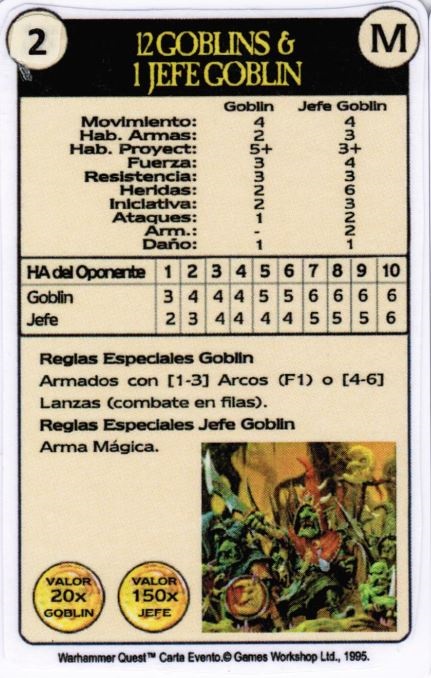 2
12 GOBLINS &
1 JEFE GOBLIN
M
Goblin Jefe Goblin
Movimiento: 4 4
Hab. Armas: 2 3
Hab. Proyect: 5+ 3+
Fuerza: 3 4
Resistencia: 3 3
Heridas: 2 6
Iniciativa: 2 3
Ataques: 1 2
Arm.: - 2
Daño: 1 1
HA del Oponente 1 2 3 4 5 6 7 8 9 10
Goblin 3 4 4 4 5 5 6 6 6 6
Jefe 2 3 4 4 4 4 5 5 5 6
Reglas Especiales Goblin
Armados con [1-3] Arcos (F1) o [4-6]
Lanzas (combate en filas).
Reglas Especiales Jefe Goblin
Arma Mágica.
VALOR
20x
GOBLIN
VALOR
150x
JEFE
Warhammer Quest™ Carta Evento.© Games Workshop Ltd., 1995.